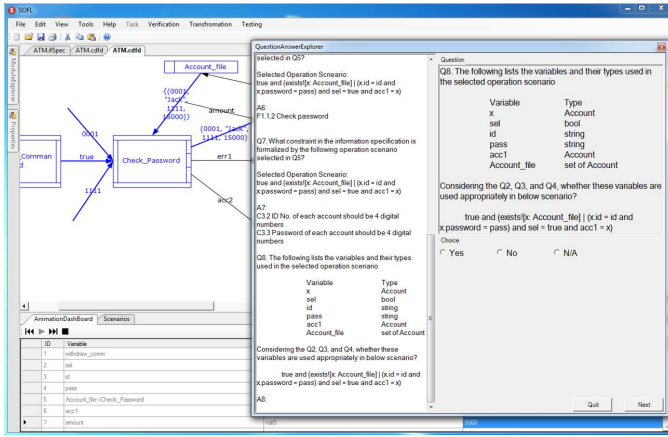 SOFL
File Edit View Tools Help Task Verification Transfromation Testing
ATM.ifSpec ATM.cdfd ATM.cdfd
ModuleExplorer
Properties
Account_file
{{0001,
"Jack",
1111,
15000}}
amount
{0001, "Jack",
1111, 15000}
0001
Comman
d
true
Check_Password
err1
1111
acc2
AnimationDashBoard Scenarios
ID Variable
1 withdraw_comm
2 sel
3 id
4 pass
5 Account_file->Check_Password
6 acc1
7 amount nat0 5000
QuestionAnswerExplorer
selected in Q5?
Selected Operation Scneario:
true and (exists![x: Account_file] | (x.id = id and
x.password = pass) and sel = true and acc1 = x)
A6:
F1.1.2 Check password
Q7. What constraint in the information specification is
formalized by the following operation scenario
selected in Q5?
Selected Operation Scneario:
true and (exists![x: Account_file] | (x.id = id and
x.password = pass) and sel = true and acc1 = x)
A7:
C3.2 ID No. of each account should be 4 digital
numbers
C3.3 Password of each account should be 4 digital
numbers
Q8. The following lists the variables and their types
used in the selected operation scenario
Variable Type
x Account
sel bool
id string
pass string
acc1 Account
Account_file set of Account
Considering the Q2, Q3, and Q4, whether these
variables are used appropriately in below scenario?
true and (exists![x: Account_file] | (x.id = id and
x.password = pass) and sel = true and acc1 = x)
A8:
Question
Q8. The following lists the variables and their types used in
the selected operation scenario
Variable Type
x Account
sel bool
id string
pass string
acc1 Account
Account_file set of Account
Considering the Q2, Q3, and Q4, whether these variables are
used appropriately in below scenario?
true and (exists![x: Account_file] | (x.id = id and
x.password = pass) and sel = true and acc1 = x)
Choice
Yes No N/A
Quit Next